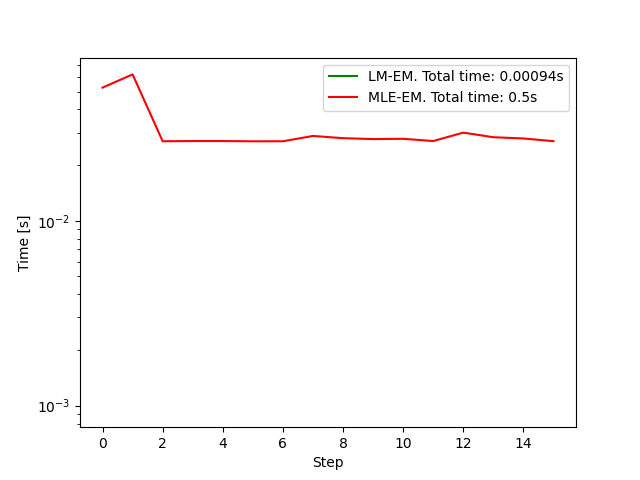 LM-EM. Total time: 0.00094s
MLE-EM. Total time: 0.5s
Time [s]
10⁻²
10⁻³
0 2 4 6 8 10 12 14
Step